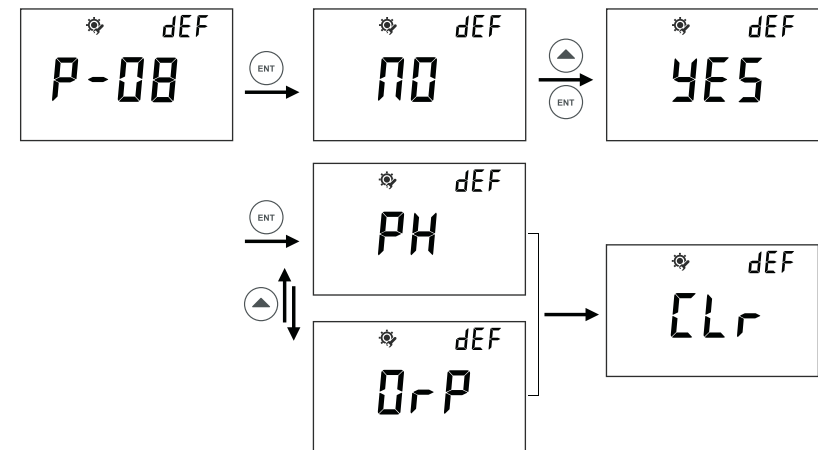 dEF
P-08
ENT
dEF
NO
ENT
dEF
YES
ENT
dEF
PH
dEF
OrP
dEF
CLr